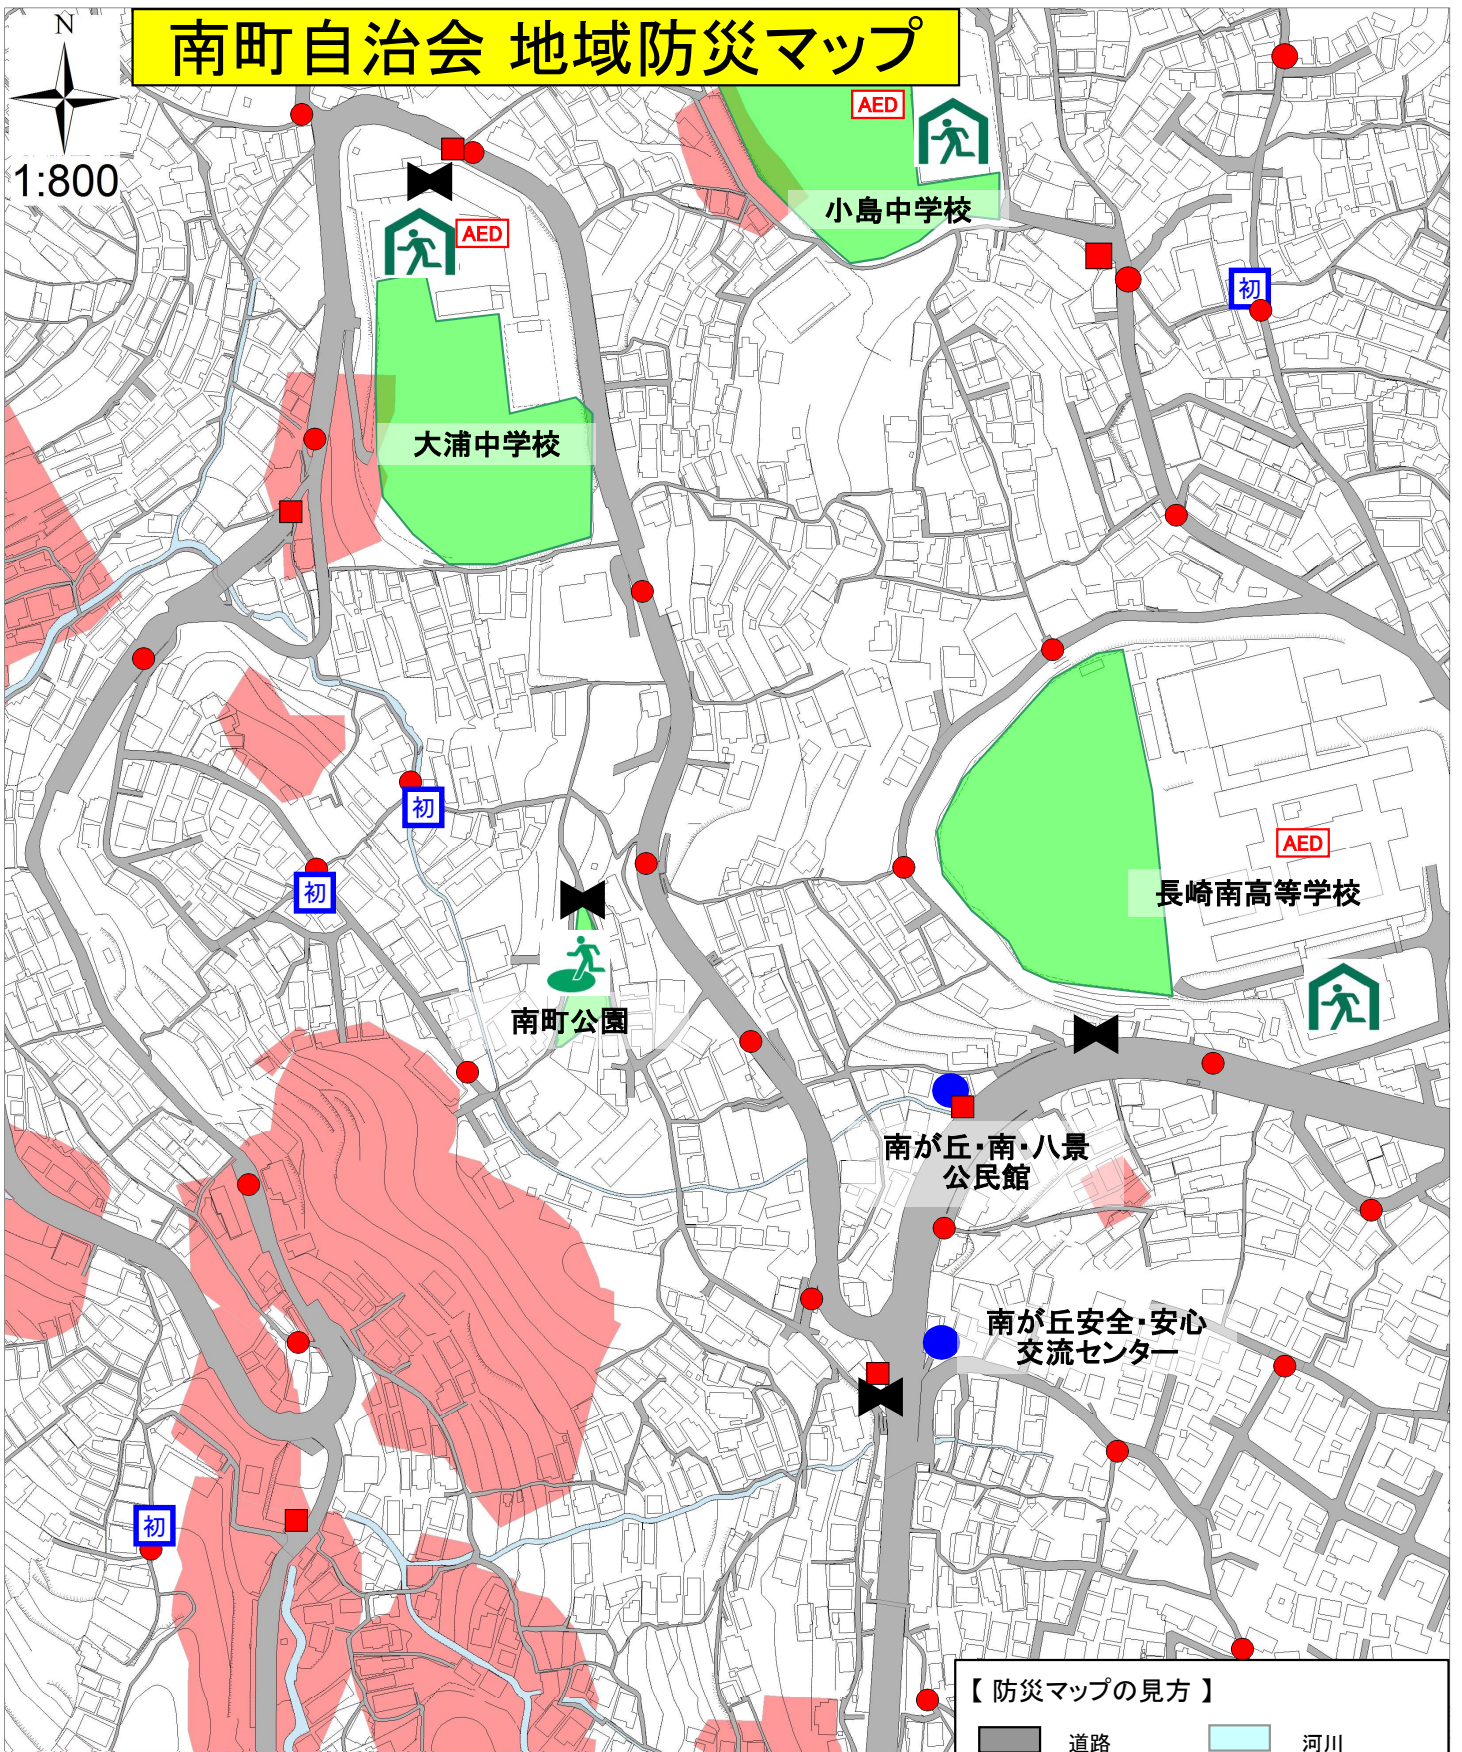 南町自治会 地域防災マップ
N
1:800
AED
小島中学校
AED
初
大浦中学校
初
AED
初
長崎南高等学校
南町公園
南が丘・南・八景
公民館
南が丘安全・安心
交流センター
初
【 防災マップの見方 】
道路
河川